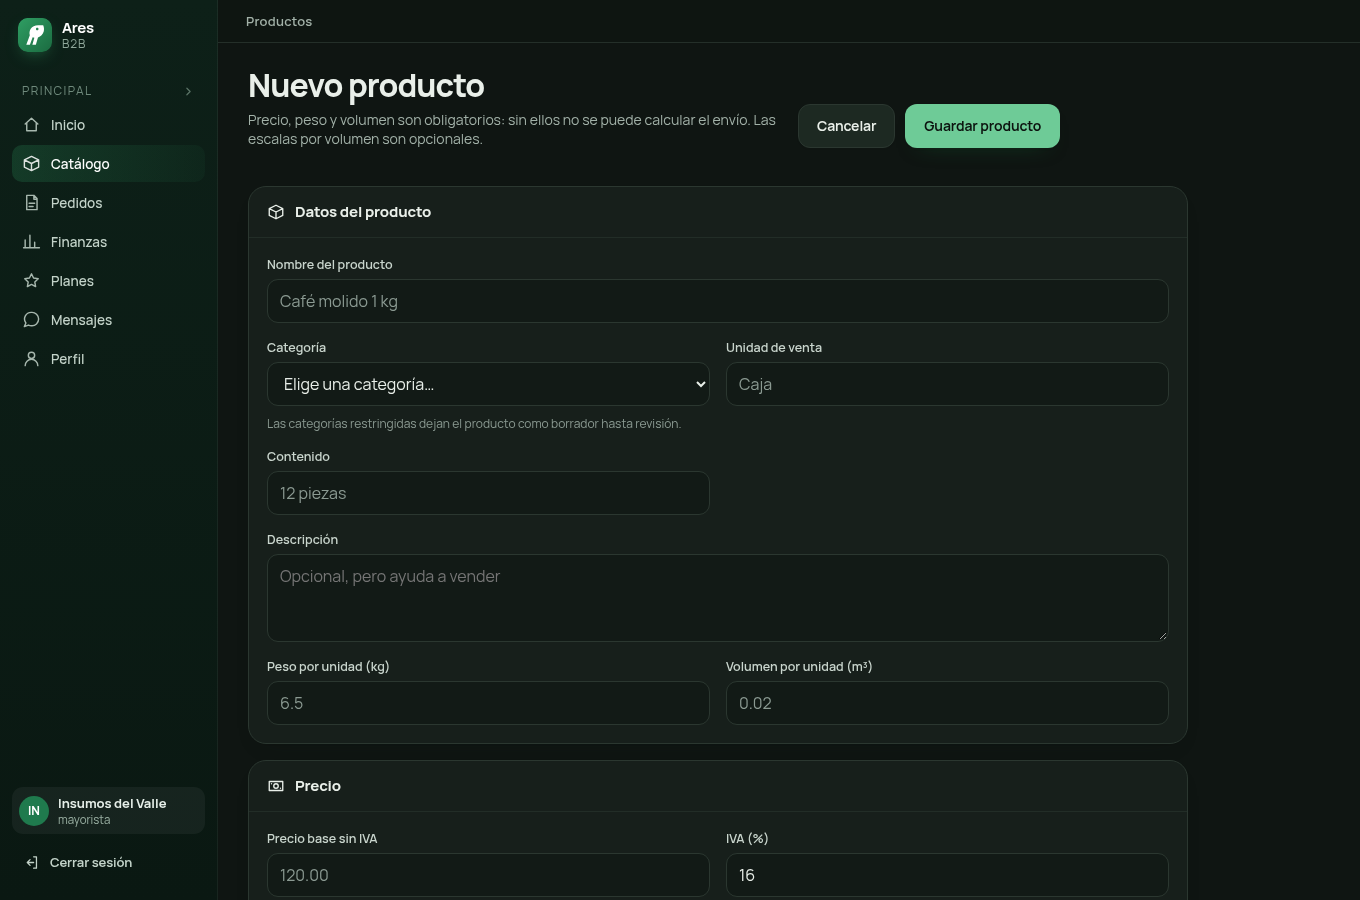 Ares
B2B
PRINCIPAL
Inicio
Catálogo
Pedidos
Finanzas
Planes
Mensajes
Perfil
IN
Insumos del Valle
mayorista
Cerrar sesión
Productos
Nuevo producto
Precio, peso y volumen son obligatorios: sin ellos no se puede calcular el envío. Las
escalas por volumen son opcionales.
Cancelar
Guardar producto
Datos del producto
Nombre del producto
Café molido 1 kg
Categoría
Unidad de venta
Elige una categoría…
Caja
Las categorías restringidas dejan el producto como borrador hasta revisión.
Contenido
12 piezas
Descripción
Opcional, pero ayuda a vender
Peso por unidad (kg)
Volumen por unidad (m³)
6.5
0.02
Precio
Precio base sin IVA
IVA (%)
120.00
16